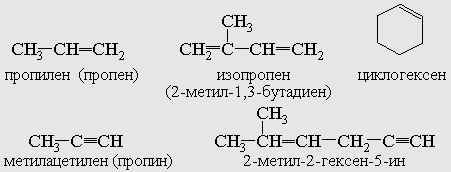 CH₃
CH₃—CH=CH₂
CH₂=C—CH=CH₂
пропилен (пропен)
изопропен
циклогексен
(2-метил-1,3-бутадиен)
CH₃
CH₃—C≡CH
CH₃—C=CH—CH₂—C≡CH
метилацетилен (пропин)
2-метил-2-гексен-5-ин